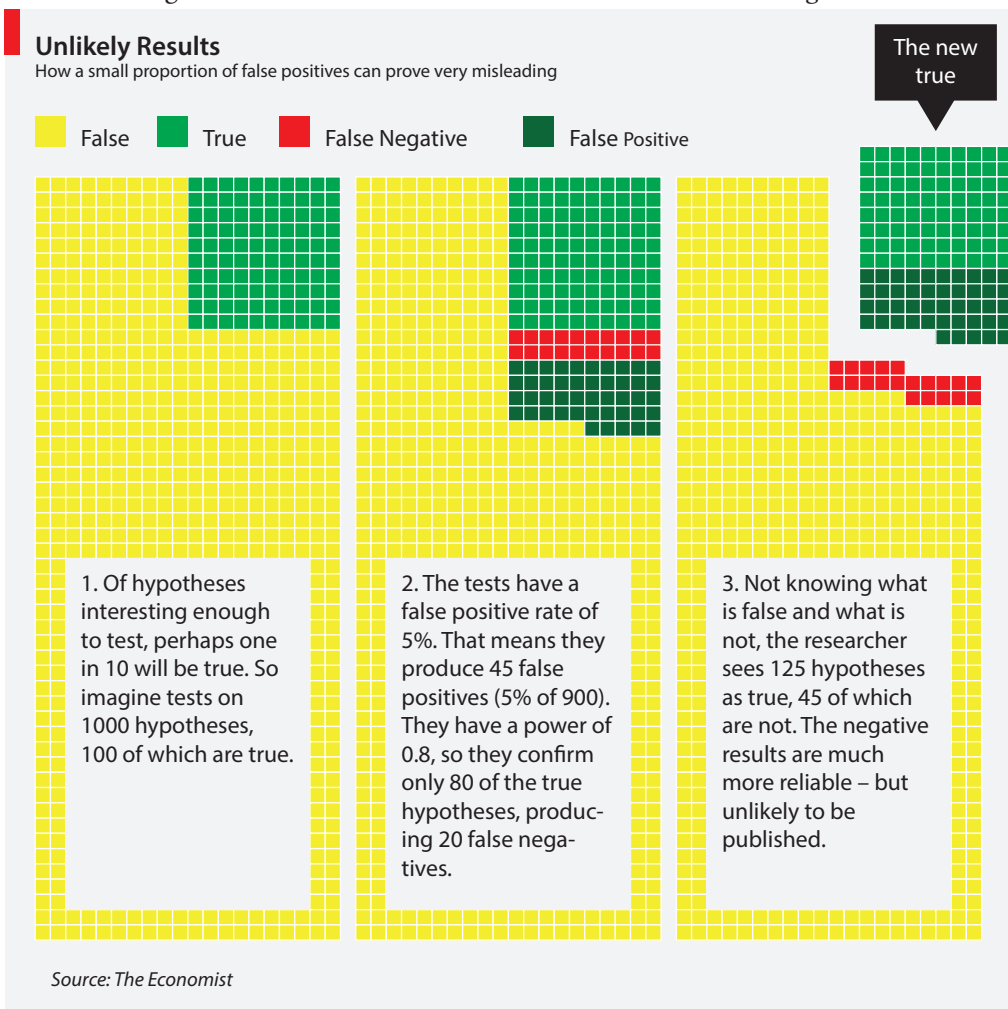 Unlikely Results
How a small proportion of false positives can prove very misleading
The new
true
False True False Negative False Positive
1. Of hypotheses
interesting enough
to test, perhaps one
in 10 will be true. So
imagine tests on
1000 hypotheses,
100 of which are true.
2. The tests have a
false positive rate of
5%. That means they
produce 45 false
positives (5% of 900).
They have a power of
0.8, so they confirm
only 80 of the true
hypotheses, produc-
ing 20 false nega-
tives.
3. Not knowing what
is false and what is
not, the researcher
sees 125 hypotheses
as true, 45 of which
are not. The negative
results are much
more reliable – but
unlikely to be
published.
Source: The Economist